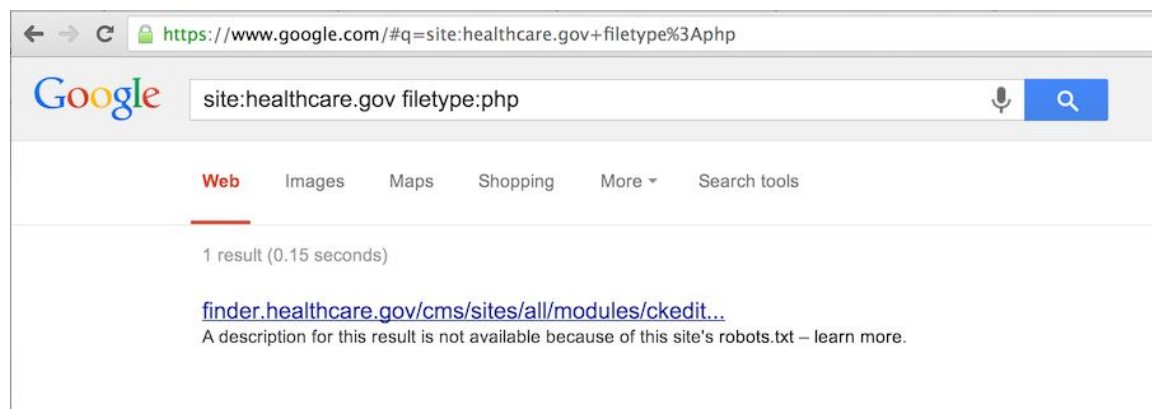 https://www.google.com/#q=site:healthcare.gov+filetype%3Aphp
Google site:healthcare.gov filetype:php
Web Images Maps Shopping More Search tools
1 result (0.15 seconds)
finder.healthcare.gov/cms/sites/all/modules/ckedit...
A description for this result is not available because of this site's robots.txt – learn more.